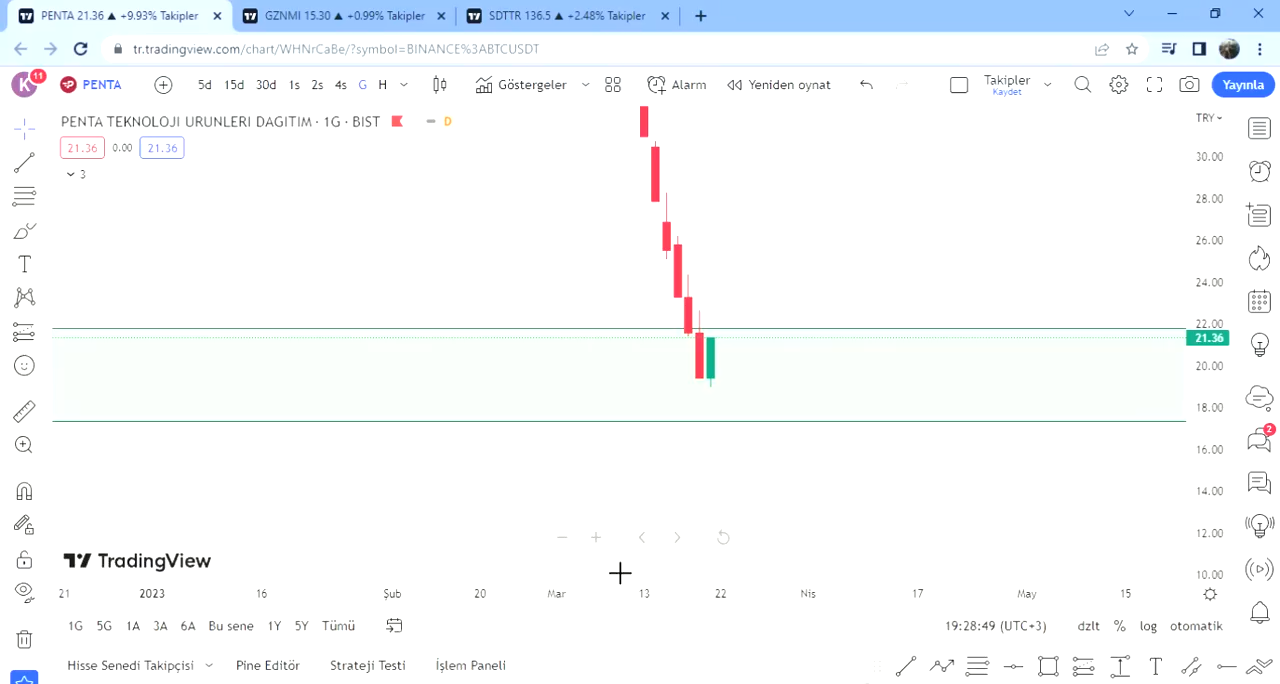 PENTA 21.36 ▲ +9.93% Takipler
GZNMI 15.30 ▲ +0.99% Takipler
SDTTR 136.5 ▲ +2.48% Takipler
tr.tradingview.com/chart/WHNrCaBe/?symbol=BINANCE%3ABTCUSDT
K 11 PENTA 5d 15d 30d 1s 2s 4s G H Göstergeler Alarm Yeniden oynat Takipler Yayınla
Kaydet
PENTA TEKNOLOJI URUNLERI DAGITIM · 1G · BIST D
TRY
21.36 0.00 21.36
3
30.00
28.00
26.00
24.00
22.00
21.36
20.00
18.00
16.00
14.00
12.00
10.00
2
TradingView
21 2023 16 Şub 20 Mar 13 22 Nis 17 May 15
1G 5G 1A 3A 6A Bu sene 1Y 5Y Tümü 19:28:49 (UTC+3) dzlt % log otomatik
Hisse Senedi Takipçisi Pine Editör Strateji Testi İşlem Paneli